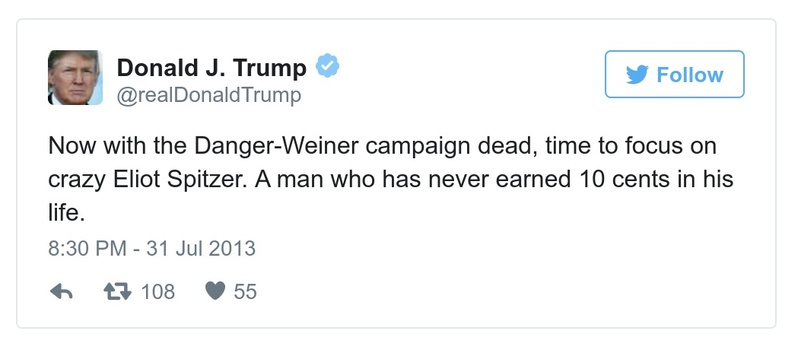 Donald J. Trump
@realDonaldTrump
Follow
Now with the Danger-Weiner campaign dead, time to focus on
crazy Eliot Spitzer. A man who has never earned 10 cents in his
life.
8:30 PM - 31 Jul 2013
108 55